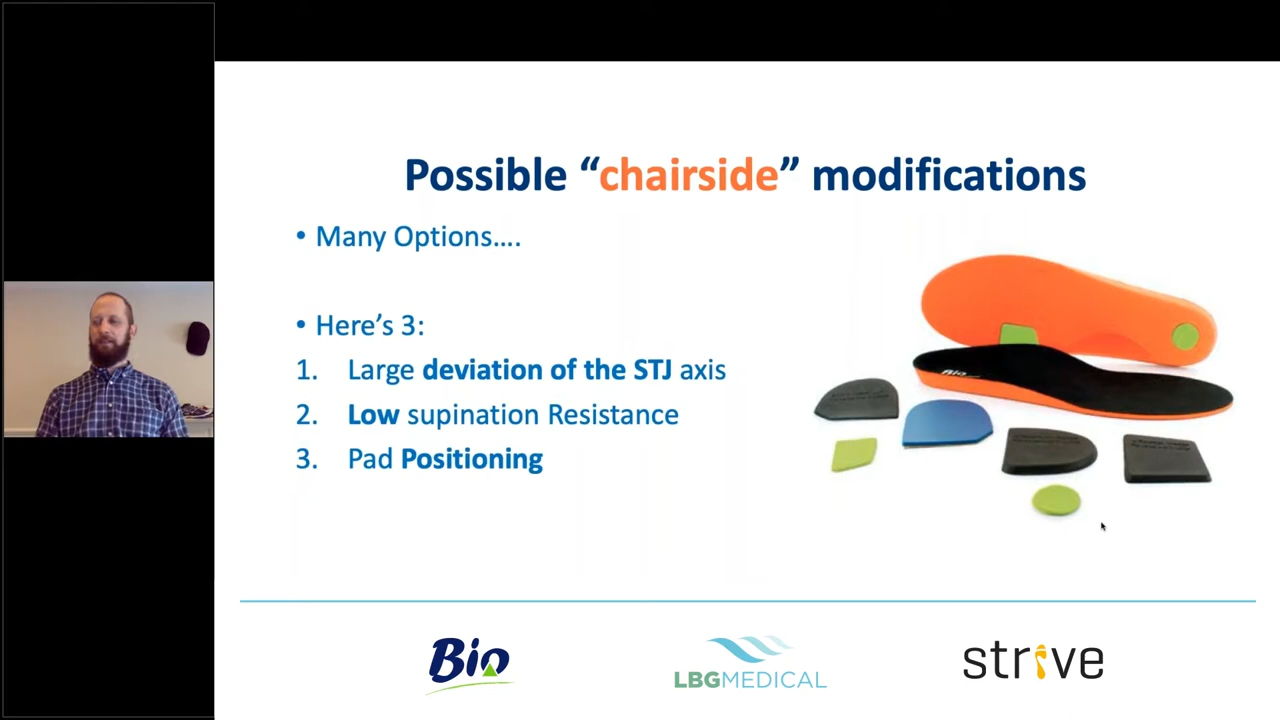 Possible “chairside” modifications
• Many Options....
• Here’s 3:
1. Large deviation of the STJ axis
2. Low supination Resistance
3. Pad Positioning
Bio
Bio
LBGMEDICAL
strive